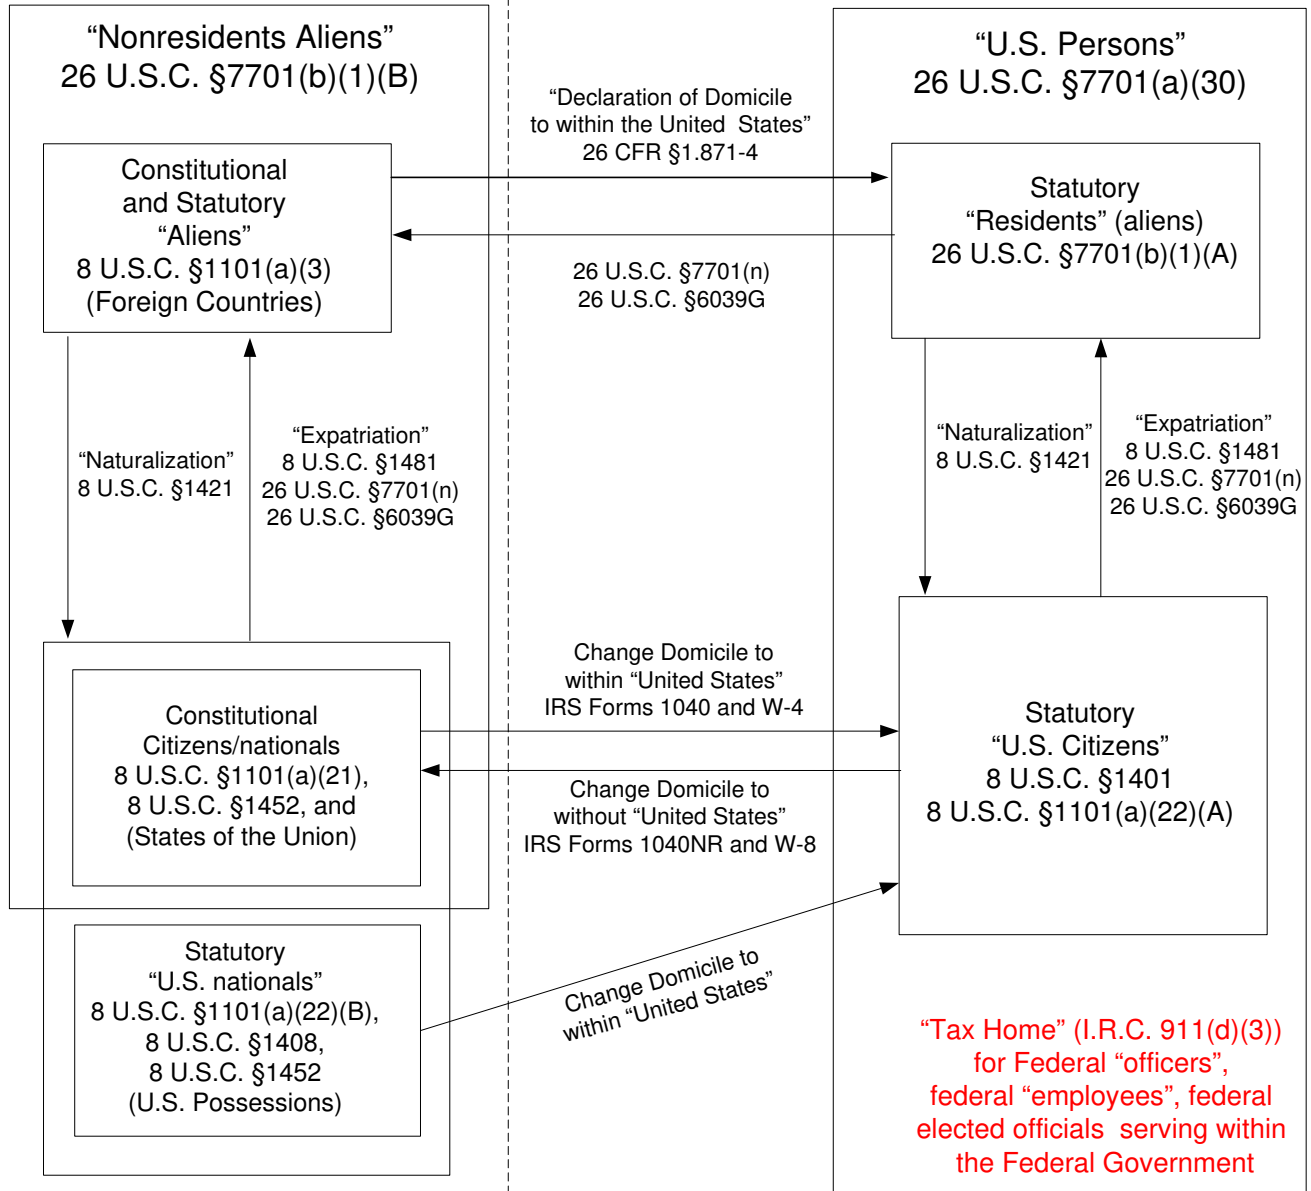 “Nonresidents Aliens”
26 U.S.C. §7701(b)(1)(B)
Constitutional
and Statutory
“Aliens”
8 U.S.C. §1101(a)(3)
(Foreign Countries)
“Declaration of Domicile
to within the United States”
26 CFR §1.871-4
26 U.S.C. §7701(n)
26 U.S.C. §6039G
“U.S. Persons”
26 U.S.C. §7701(a)(30)
Statutory
“Residents” (aliens)
26 U.S.C. §7701(b)(1)(A)
“Naturalization”
8 U.S.C. §1421
“Expatriation”
8 U.S.C. §1481
26 U.S.C. §7701(n)
26 U.S.C. §6039G
“Naturalization”
8 U.S.C. §1421
“Expatriation”
8 U.S.C. §1481
26 U.S.C. §7701(n)
26 U.S.C. §6039G
Constitutional
Citizens/nationals
8 U.S.C. §1101(a)(21),
8 U.S.C. §1452, and
(States of the Union)
Change Domicile to
within “United States”
IRS Forms 1040 and W-4
Change Domicile to
without “United States”
IRS Forms 1040NR and W-8
Statutory
“U.S. Citizens”
8 U.S.C. §1401
8 U.S.C. §1101(a)(22)(A)
Statutory
“U.S. nationals”
8 U.S.C. §1101(a)(22)(B),
8 U.S.C. §1408,
8 U.S.C. §1452
(U.S. Possessions)
Change Domicile to
within “United States”
“Tax Home” (I.R.C. 911(d)(3))
for Federal “officers”,
federal “employees”, federal
elected officials serving within
the Federal Government